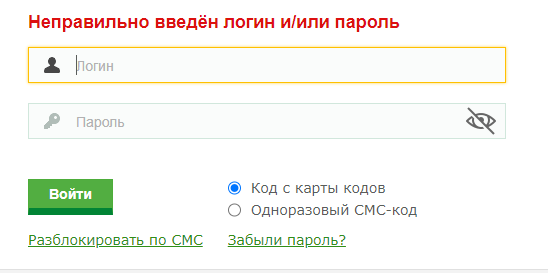 Неправильно введён логин и/или пароль
Логин
Пароль
Войти
Код с карты кодов
Одноразовый СМС-код
Разблокировать по СМС
Забыли пароль?